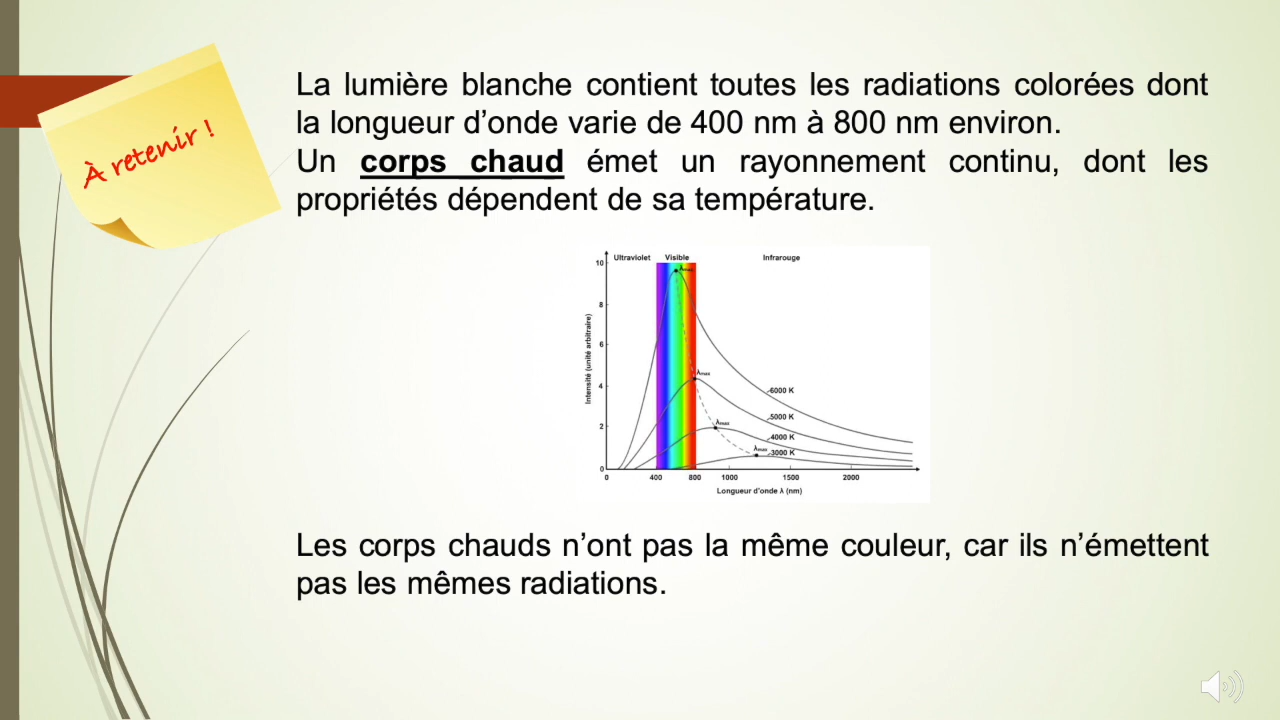 À retenir !
La lumière blanche contient toutes les radiations colorées dont
la longueur d’onde varie de 400 nm à 800 nm environ.
Un corps chaud émet un rayonnement continu, dont les
propriétés dépendent de sa température.
Ultraviolet Visible Infrarouge
10
8
6
4
2
0
Intensité (unité arbitraire)
λmax
λmax
λmax
λmax
6000 K
5000 K
4000 K
3000 K
0 400 800 1000 1500 2000
Longueur d'onde λ (nm)
Les corps chauds n’ont pas la même couleur, car ils n’émettent
pas les mêmes radiations.